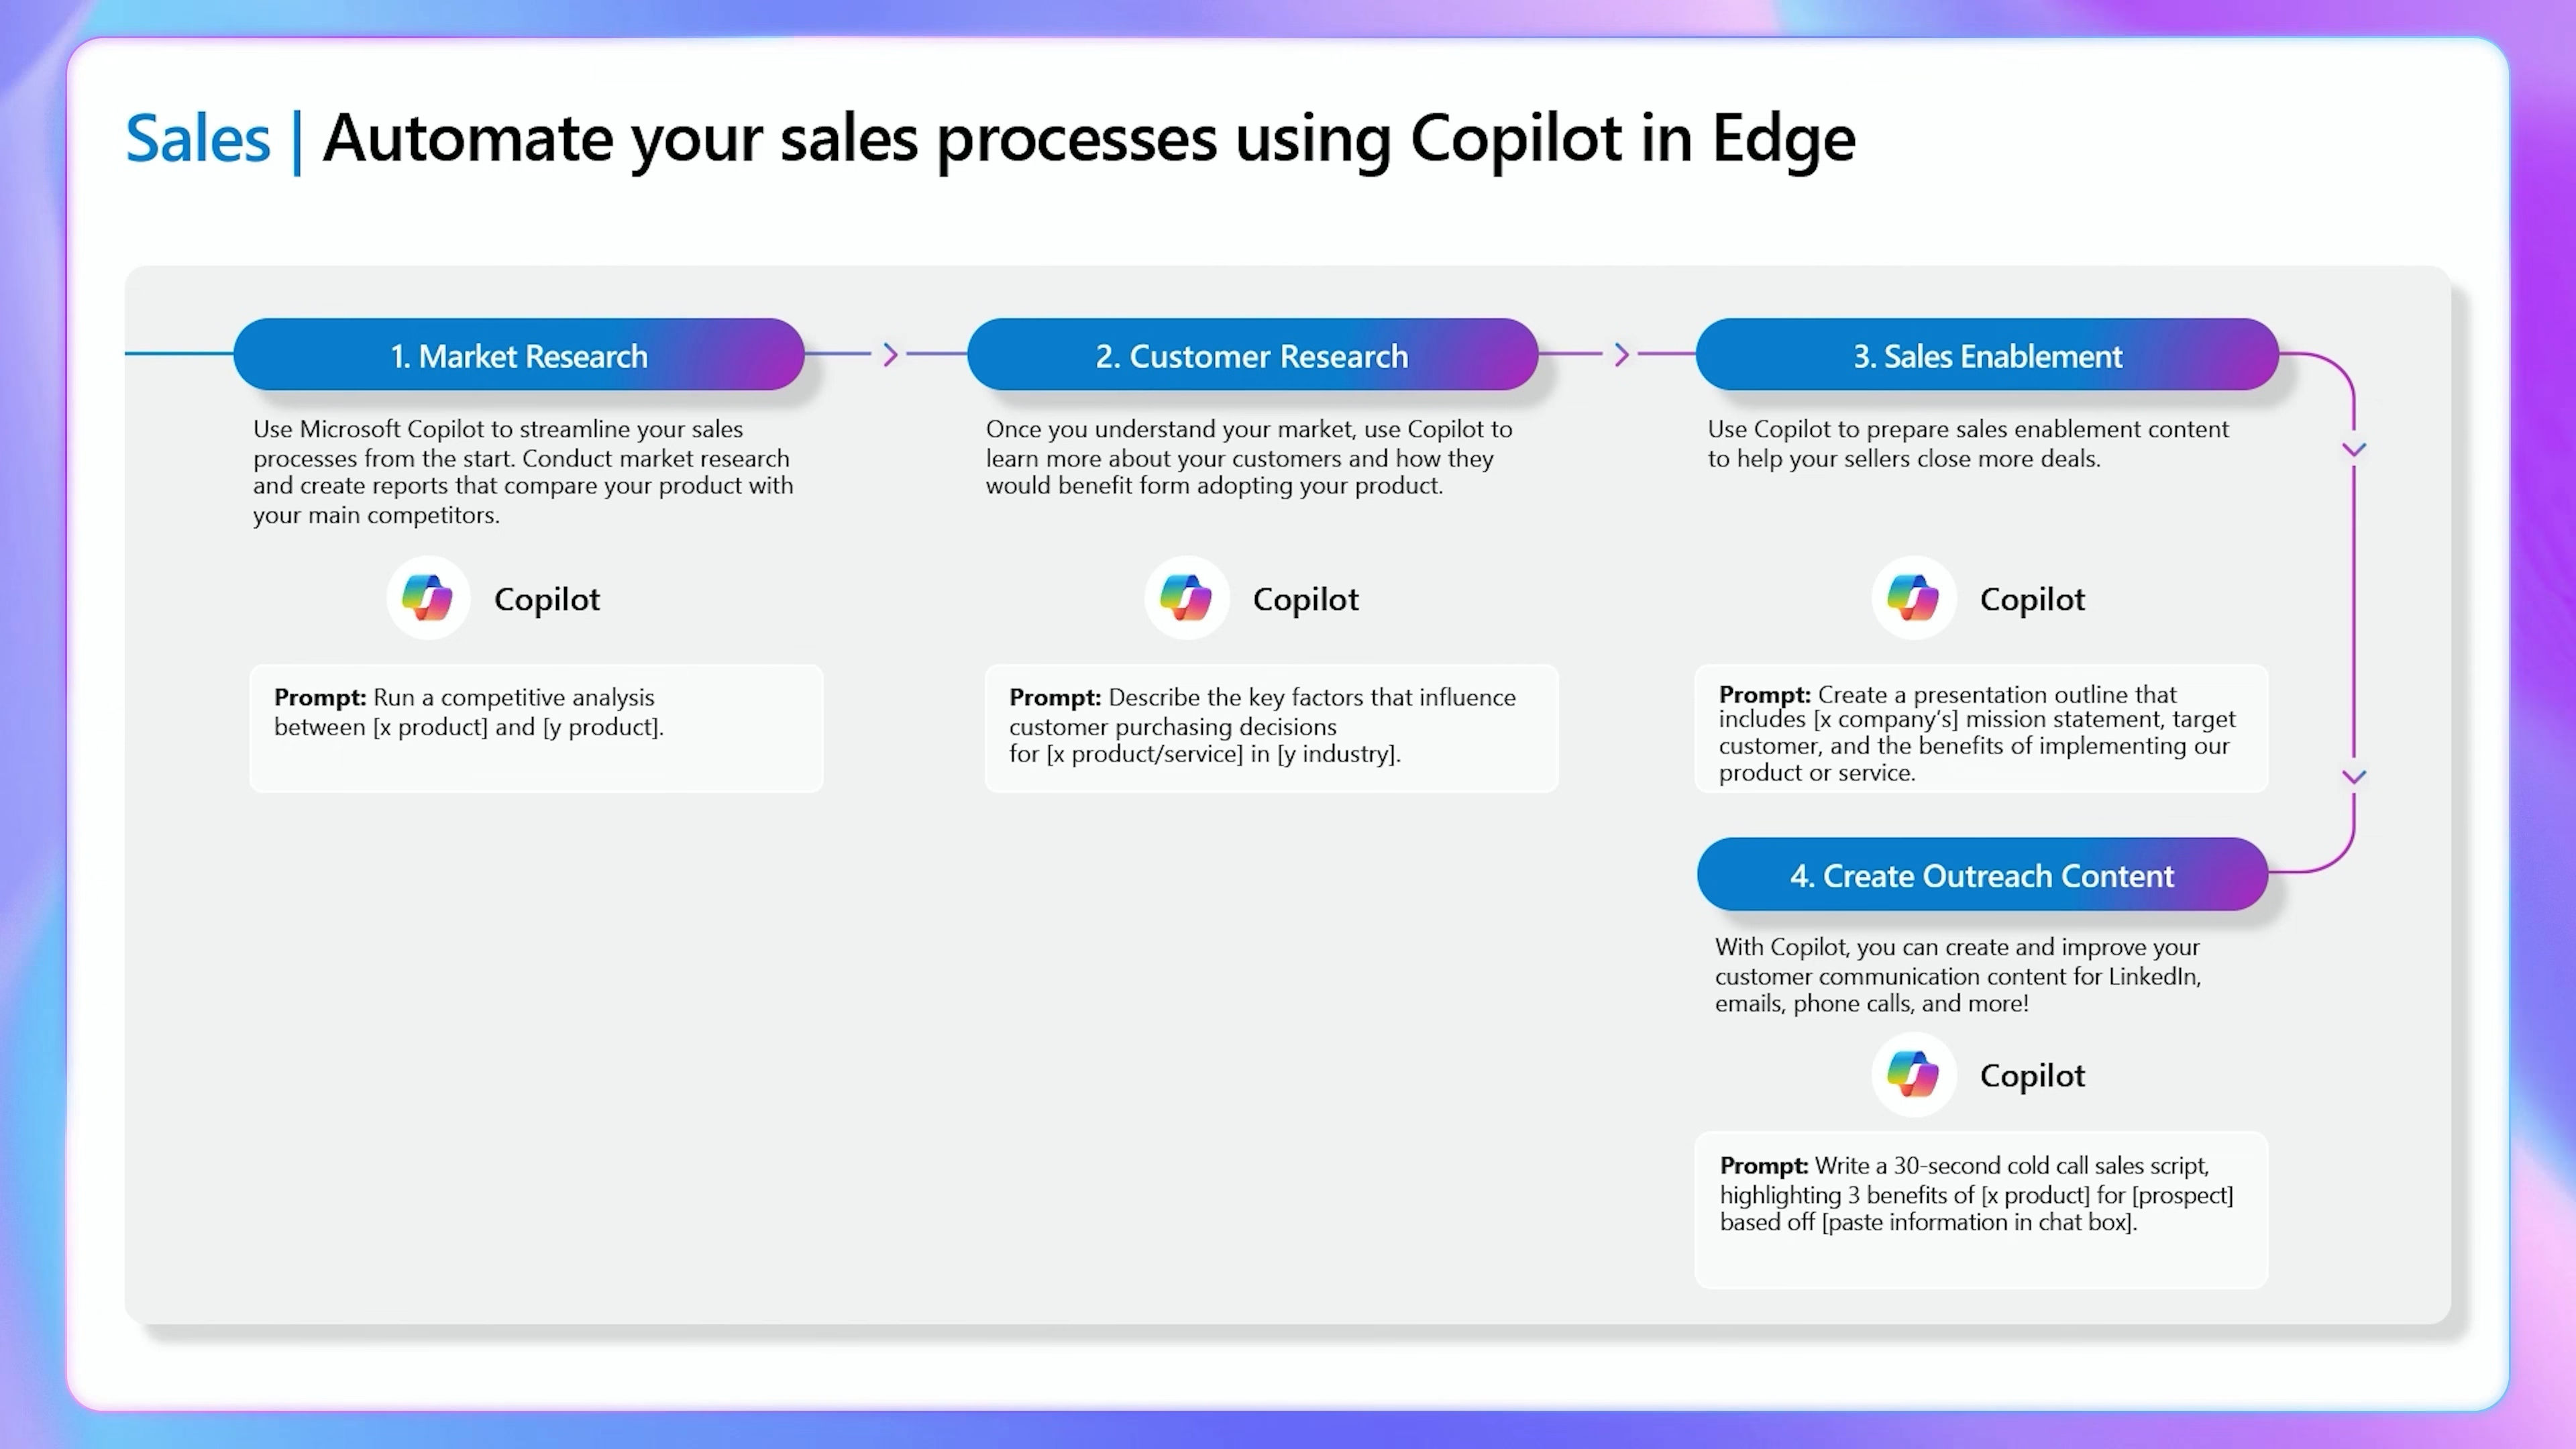 Sales | Automate your sales processes using Copilot in Edge
1. Market Research
Use Microsoft Copilot to streamline your sales
processes from the start. Conduct market research
and create reports that compare your product with
your main competitors.
Copilot
Prompt: Run a competitive analysis
between [x product] and [y product].
2. Customer Research
Once you understand your market, use Copilot to
learn more about your customers and how they
would benefit form adopting your product.
Copilot
Prompt: Describe the key factors that influence
customer purchasing decisions
for [x product/service] in [y industry].
3. Sales Enablement
Use Copilot to prepare sales enablement content
to help your sellers close more deals.
Copilot
Prompt: Create a presentation outline that
includes [x company’s] mission statement, target
customer, and the benefits of implementing our
product or service.
4. Create Outreach Content
With Copilot, you can create and improve your
customer communication content for LinkedIn,
emails, phone calls, and more!
Copilot
Prompt: Write a 30-second cold call sales script,
highlighting 3 benefits of [x product] for [prospect]
based off [paste information in chat box].